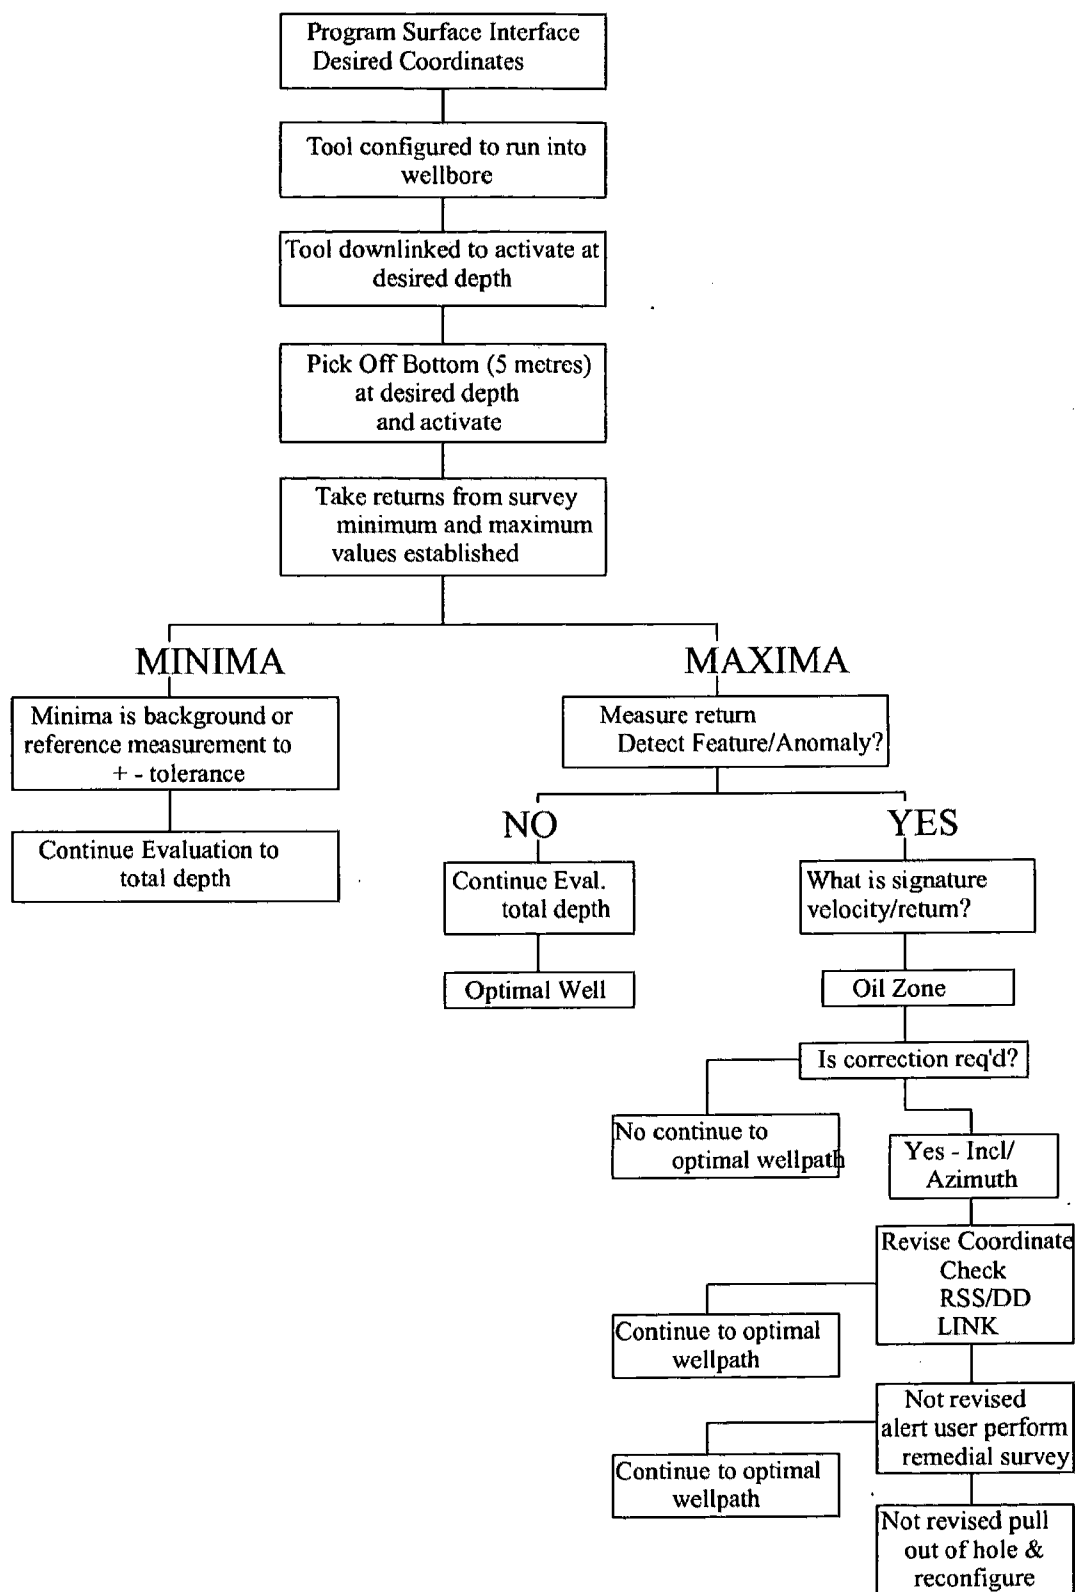 Program Surface Interface
Desired Coordinates
Tool configured to run into
wellbore
Tool downlinked to activate at
desired depth
Pick Off Bottom (5 metres)
at desired depth
and activate
Take returns from survey
minimum and maximum
values established
MINIMA
Minima is background or
reference measurement to
+ - tolerance
Continue Evaluation to
total depth
MAXIMA
Measure return
Detect Feature/Anomaly?
NO
Continue Eval.
total depth
Optimal Well
YES
What is signature
velocity/return?
Oil Zone
Is correction req'd?
No continue to
optimal wellpath
Yes - Incl/
Azimuth
Revise Coordinate
Check
RSS/DD
LINK
Continue to optimal
wellpath
Not revised
alert user perform
remedial survey
Continue to optimal
wellpath
Not revised pull
out of hole &
reconfigure